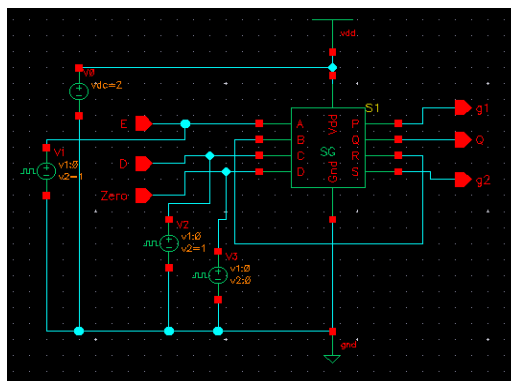 vdd
V0
vdc=2
S1
E
A
Vdd
P
g1
B
Q
Q
V1
v1:0
v2=1
D
C
SG
R
Zero
D
Gnd
S
g2
V2
v1:0
v2=1
V3
v1:0
v2:0
gnd